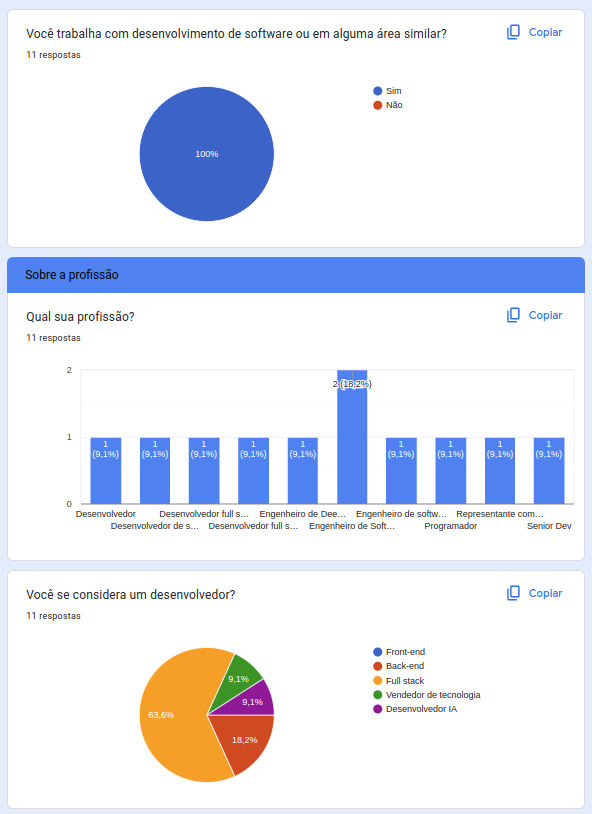 Você trabalha com desenvolvimento de software ou em alguma área similar?
Copiar
11 respostas
100%
Sim
Não
Sobre a profissão
Qual sua profissão?
Copiar
11 respostas
2
1
0
1
(9,1%)
1
(9,1%)
1
(9,1%)
1
(9,1%)
1
(9,1%)
2 (18,2%)
1
(9,1%)
1
(9,1%)
1
(9,1%)
1
(9,1%)
Desenvolvedor
Desenvolvedor de s…
Desenvolvedor full s…
Desenvolvedor full s…
Engenheiro de Dee…
Engenheiro de Soft…
Engenheiro de softw…
Programador
Representante com…
Senior Dev
Você se considera um desenvolvedor?
Copiar
11 respostas
63,6%
9,1%
9,1%
18,2%
Front-end
Back-end
Full stack
Vendedor de tecnologia
Desenvolvedor IA